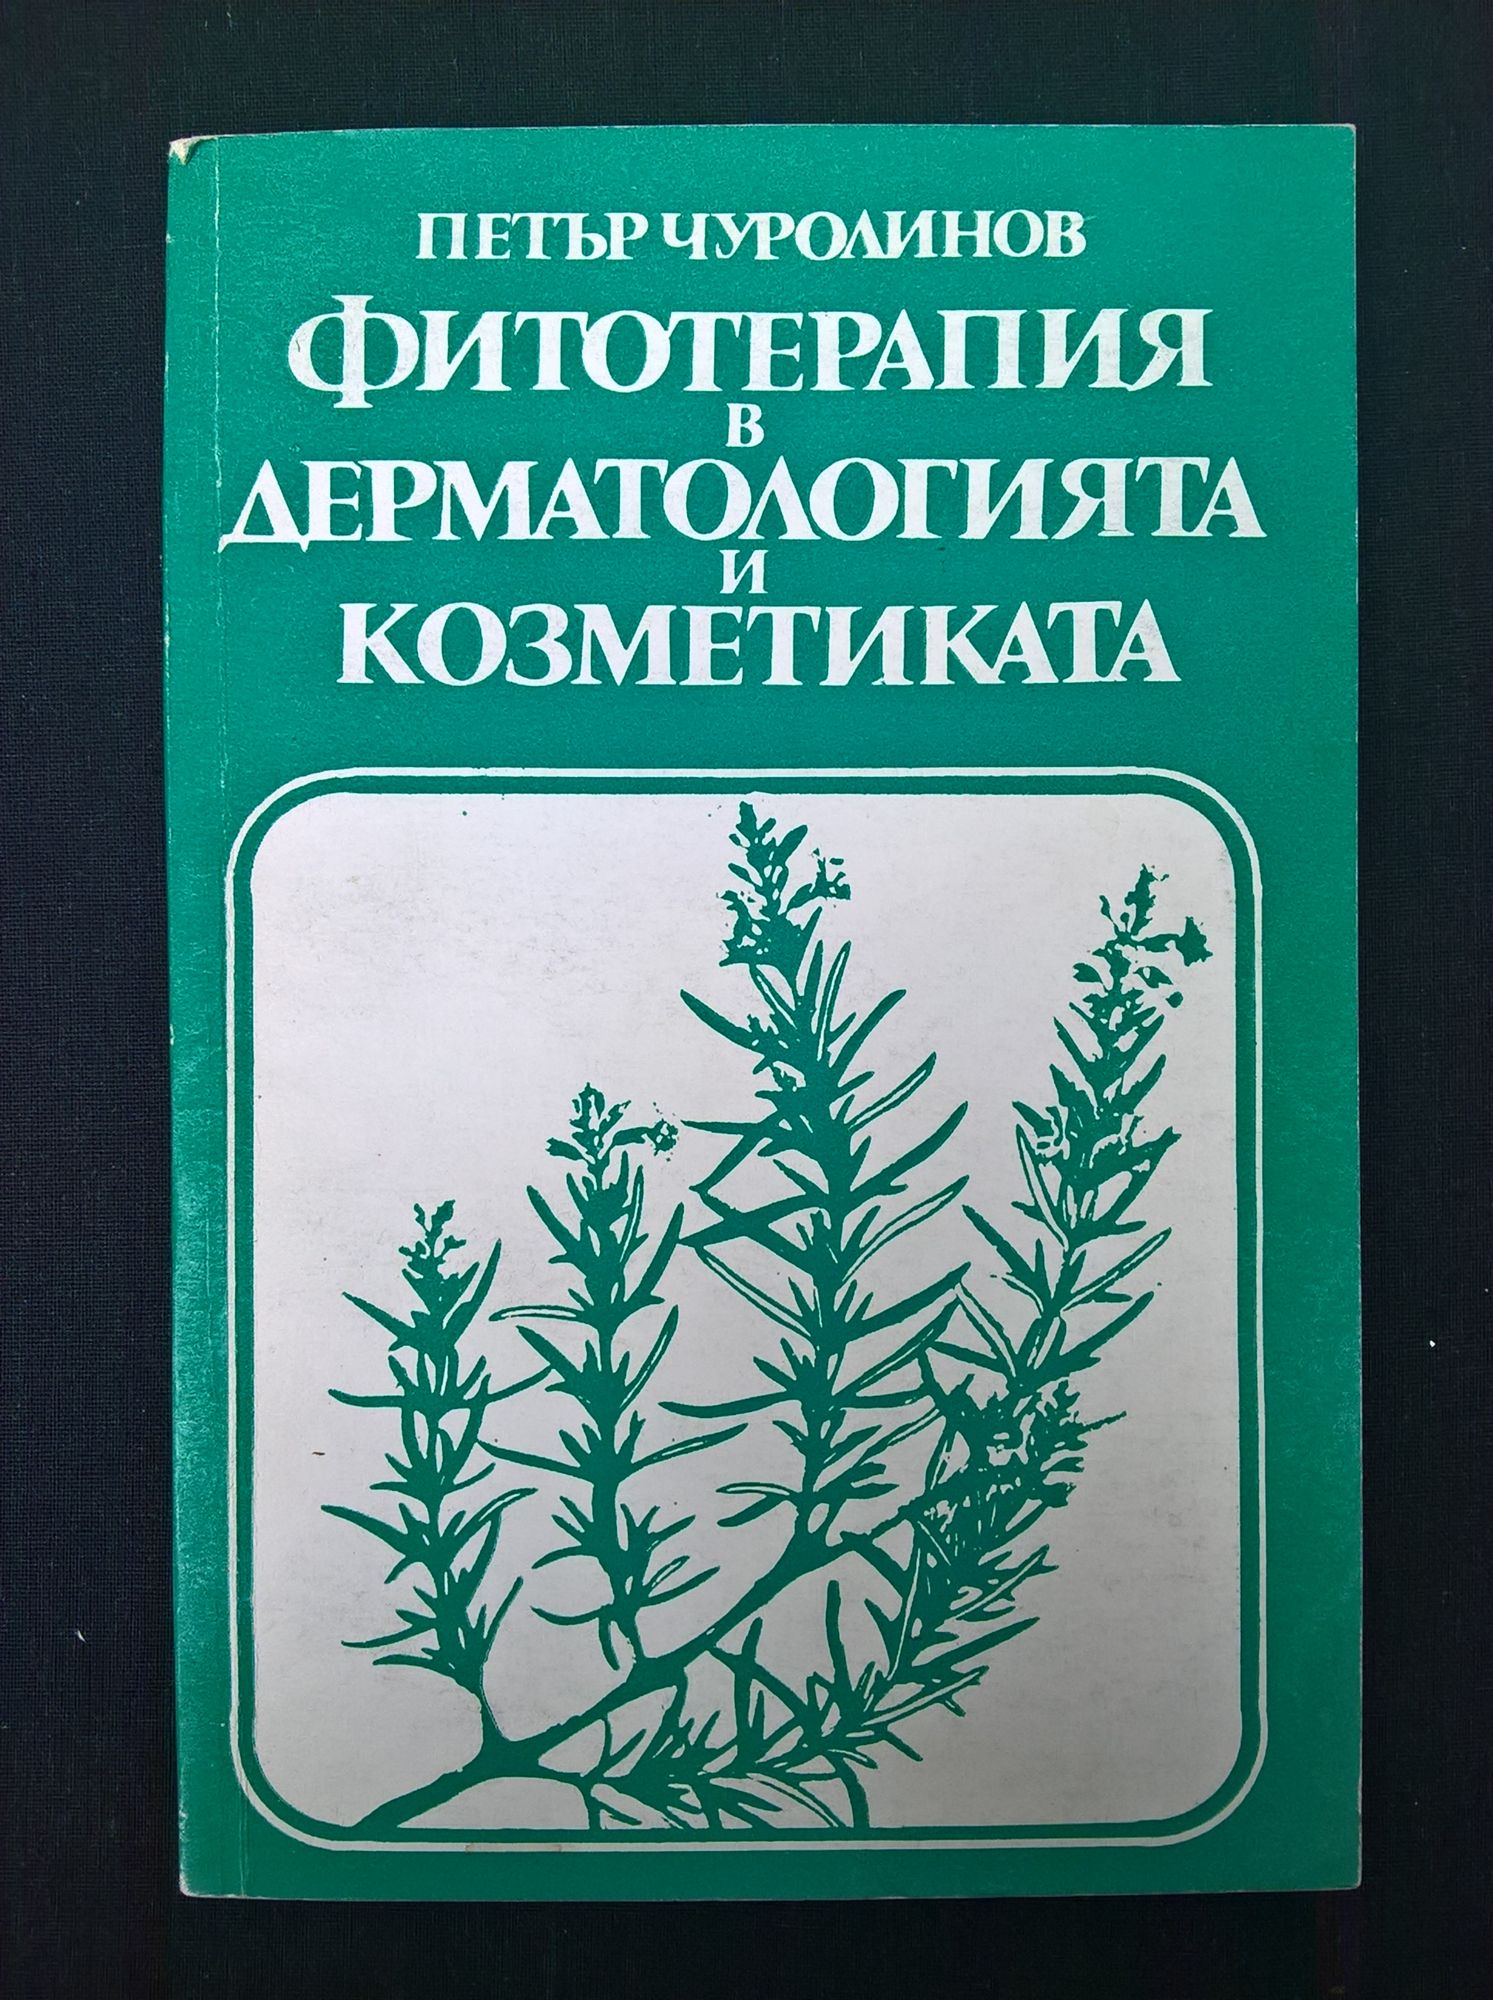 ПЕТЪР ЧУРОЛИНОВ
ФИТОТЕРАПИЯ
В
ДЕРМАТОЛОГИЯТА
И
КОЗМЕТИКАТА